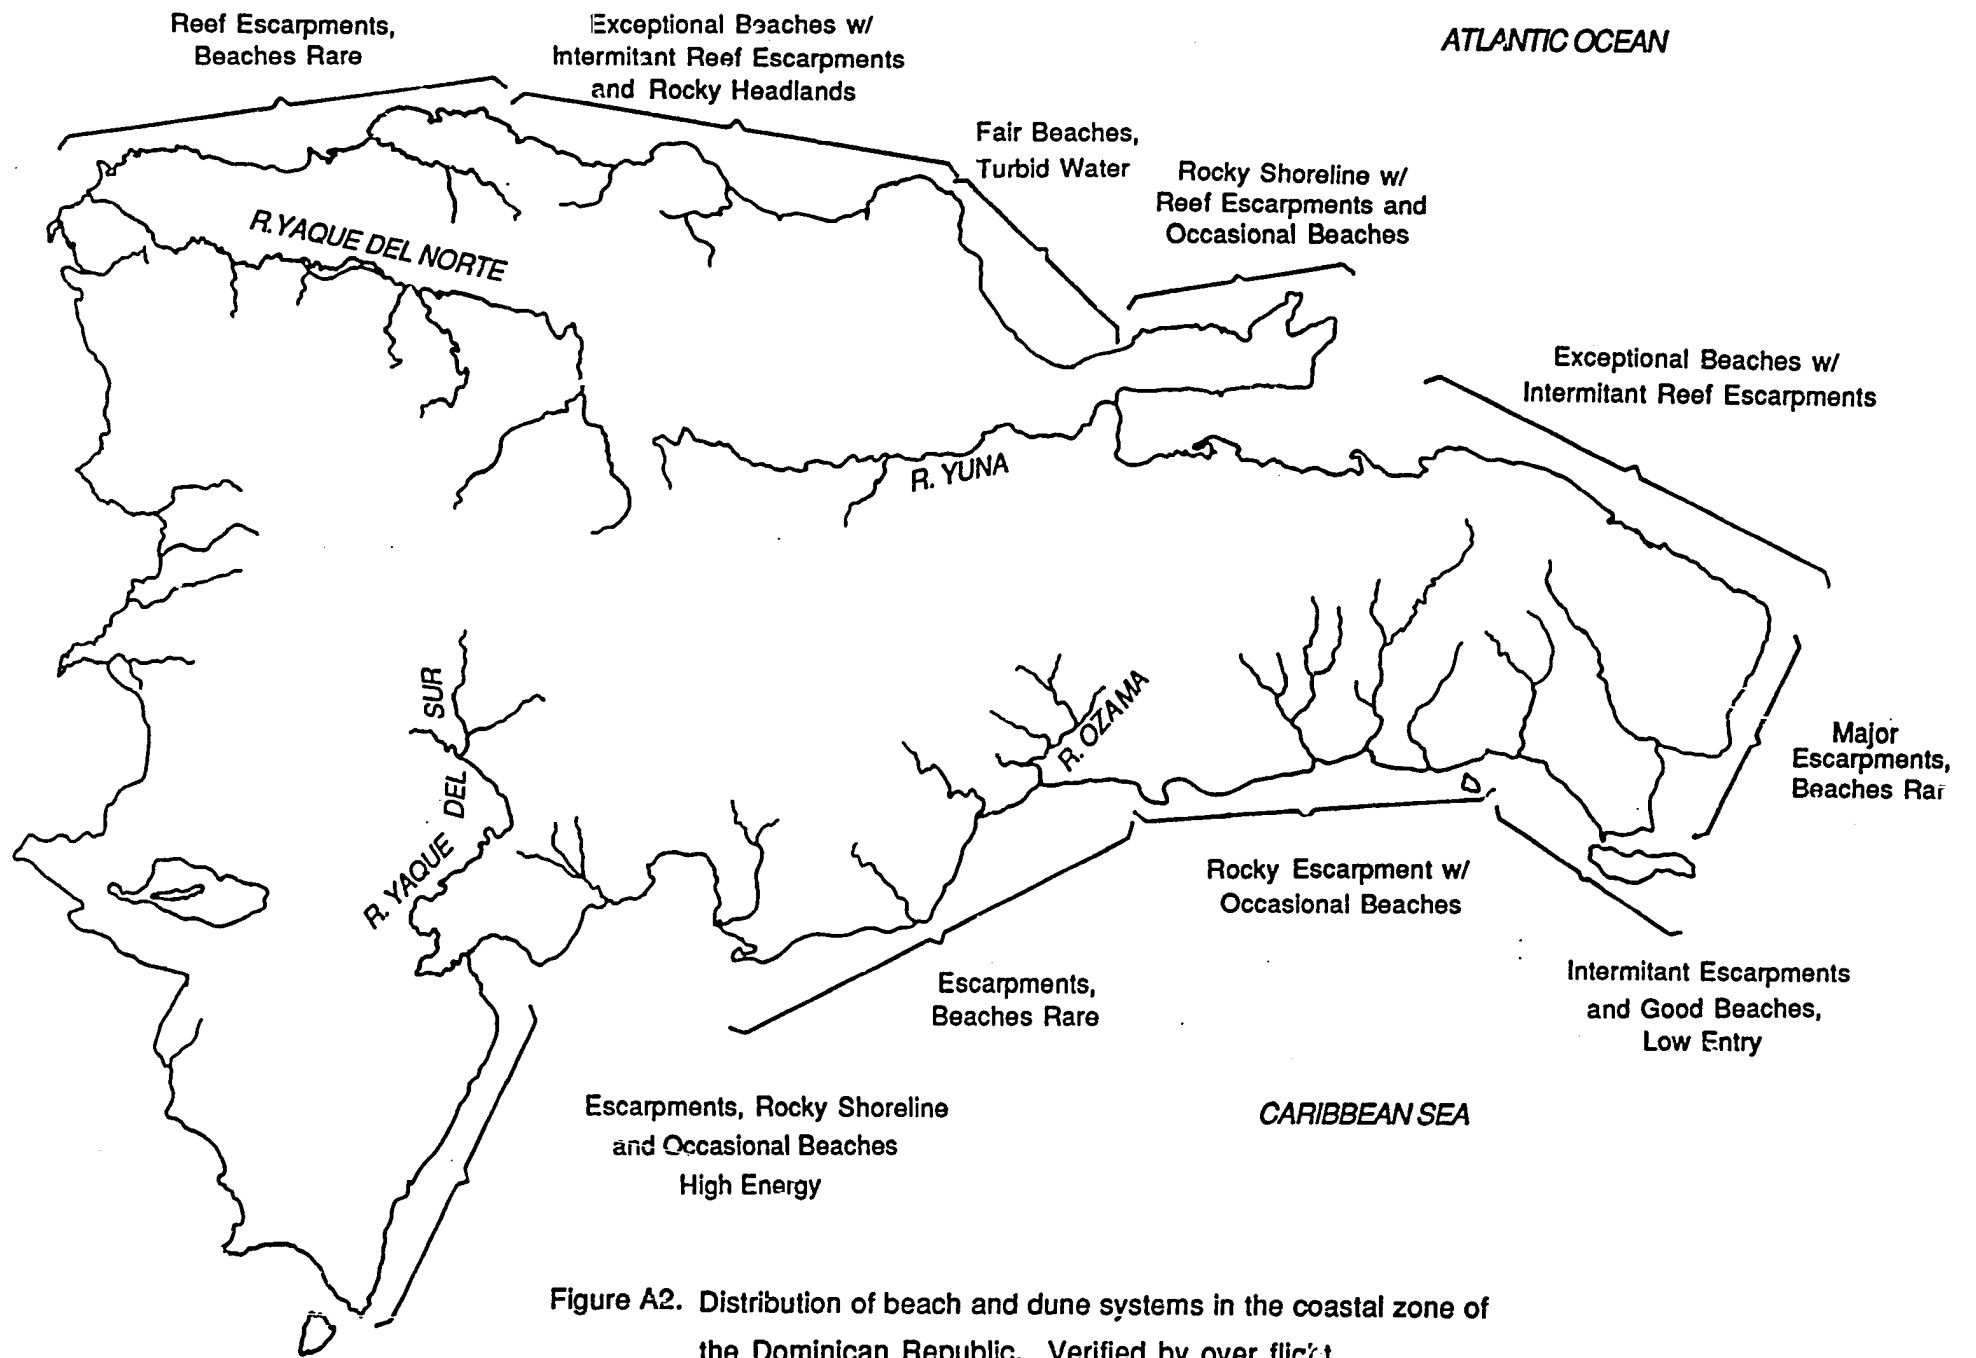 Reef Escarpments,
Beaches Rare
Exceptional Beaches w/
Intermitant Reef Escarpments
and Rocky Headlands
ATLANTIC OCEAN
Fair Beaches,
Turbid Water
Rocky Shoreline w/
Reef Escarpments and
Occasional Beaches
R. YAQUE DEL NORTE
Exceptional Beaches w/
Intermitant Reef Escarpments
R. YUNA
R. YAQUE DEL SUR
R. OZAMA
Major
Escarpments,
Beaches Rar
Rocky Escarpment w/
Occasional Beaches
Escarpments,
Beaches Rare
Intermitant Escarpments
and Good Beaches,
Low Entry
Escarpments, Rocky Shoreline
and Occasional Beaches
High Energy
CARIBBEAN SEA
Figure A2. Distribution of beach and dune systems in the coastal zone of
the Dominican Republic. Verified by over flight